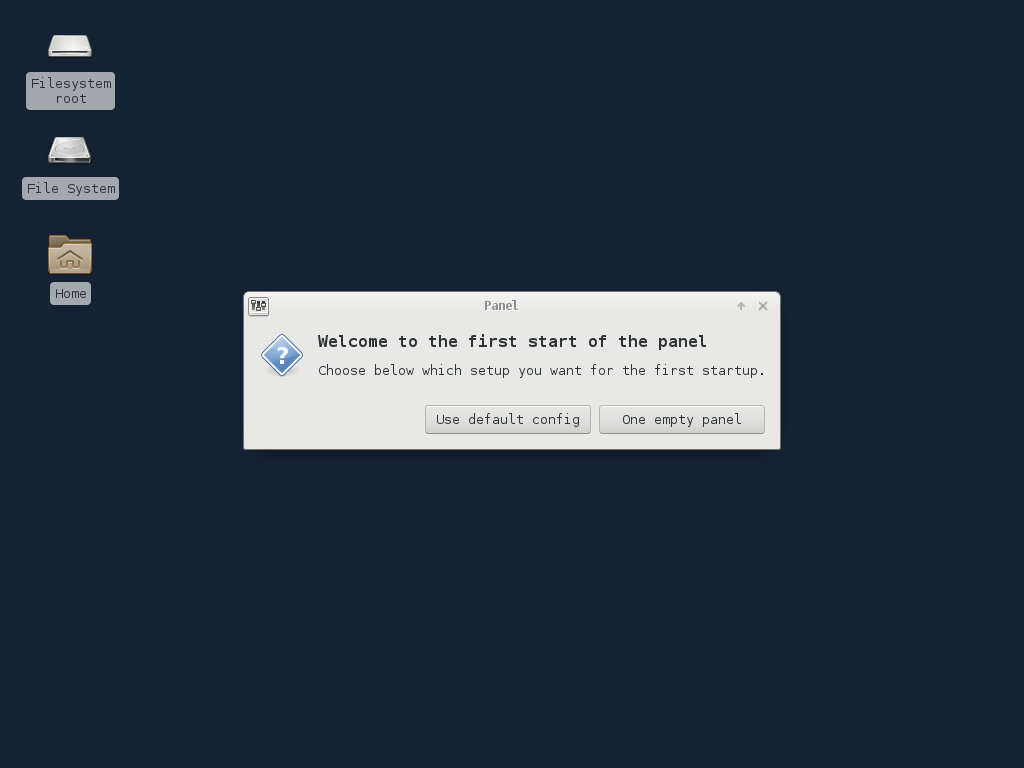 Filesystem
root
File System
Home
Panel
Welcome to the first start of the panel
Choose below which setup you want for the first startup.
Use default config
One empty panel